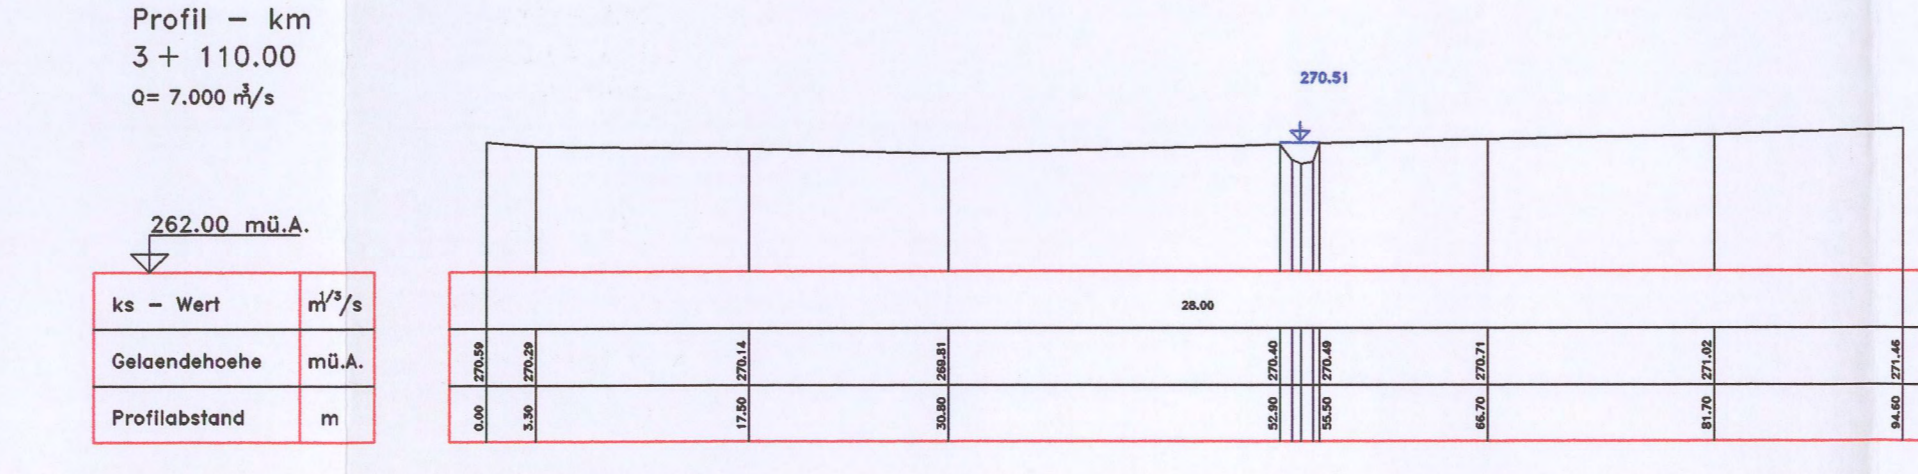 Profil - km
3 + 110.00
Q= 7.000 m³/s
270.51
262.00 mü.A.
ks - Wert m^1/3/s 28.00
Gelaendehoehe mü.A. 270.59 270.29 270.14 269.81 270.40 270.49 270.71 271.02 271.46
Profilabstand m 0.00 3.30 17.50 30.80 52.90 55.50 66.70 81.70 94.60